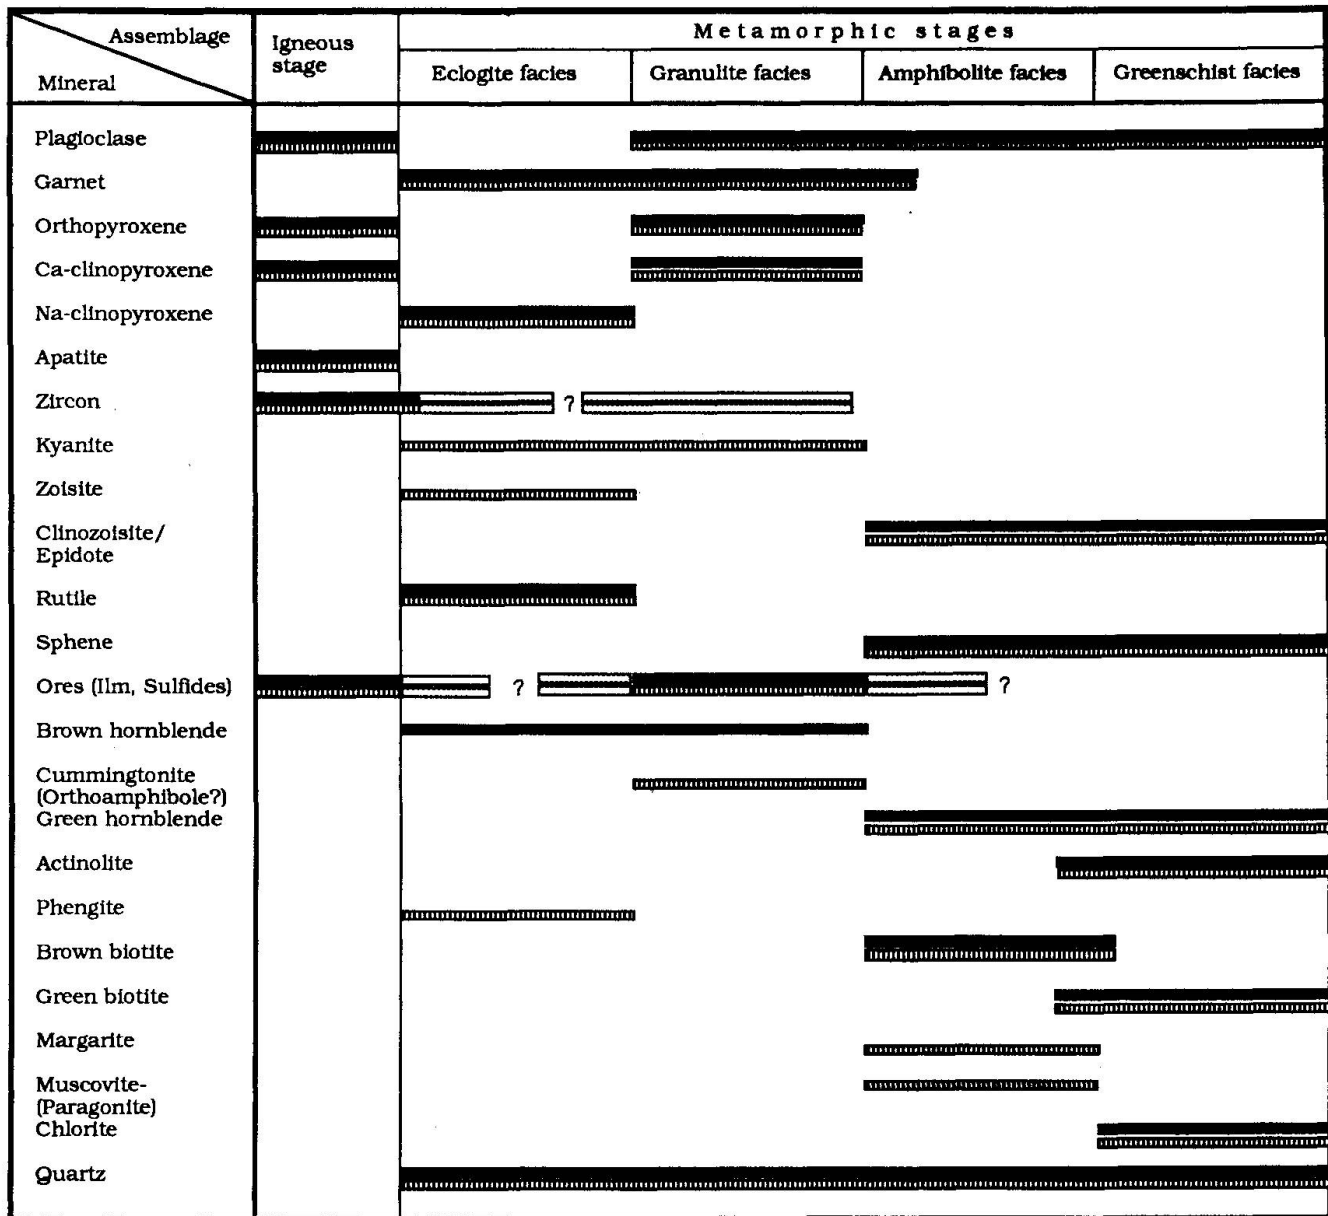 Assemblage
Mineral
Igneous
stage
Metamorphic stages
Eclogite facies
Granulite facies
Amphibolite facies
Greenschist facies
Plagioclase
Garnet
Orthopyroxene
Ca-clinopyroxene
Na-clinopyroxene
Apatite
Zircon
?
Kyanite
Zoisite
Clinozoisite/
Epidote
Rutile
Sphene
Ores (Ilm, Sulfides)
? ?
Brown hornblende
Cummingtonite
(Orthoamphibole?)
Green hornblende
Actinolite
Phengite
Brown biotite
Green biotite
Margarite
Muscovite-
(Paragonite)
Chlorite
Quartz